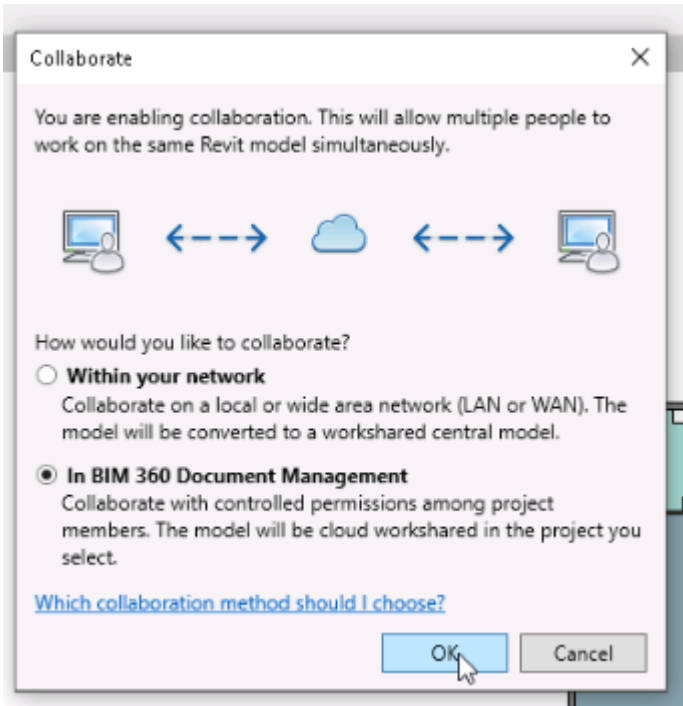 Collaborate
You are enabling collaboration. This will allow multiple people to
work on the same Revit model simultaneously.
How would you like to collaborate?
Within your network
Collaborate on a local or wide area network (LAN or WAN). The
model will be converted to a workshared central model.
In BIM 360 Document Management
Collaborate with controlled permissions among project
members. The model will be cloud workshared in the project you
select.
Which collaboration method should I choose?
OK
Cancel